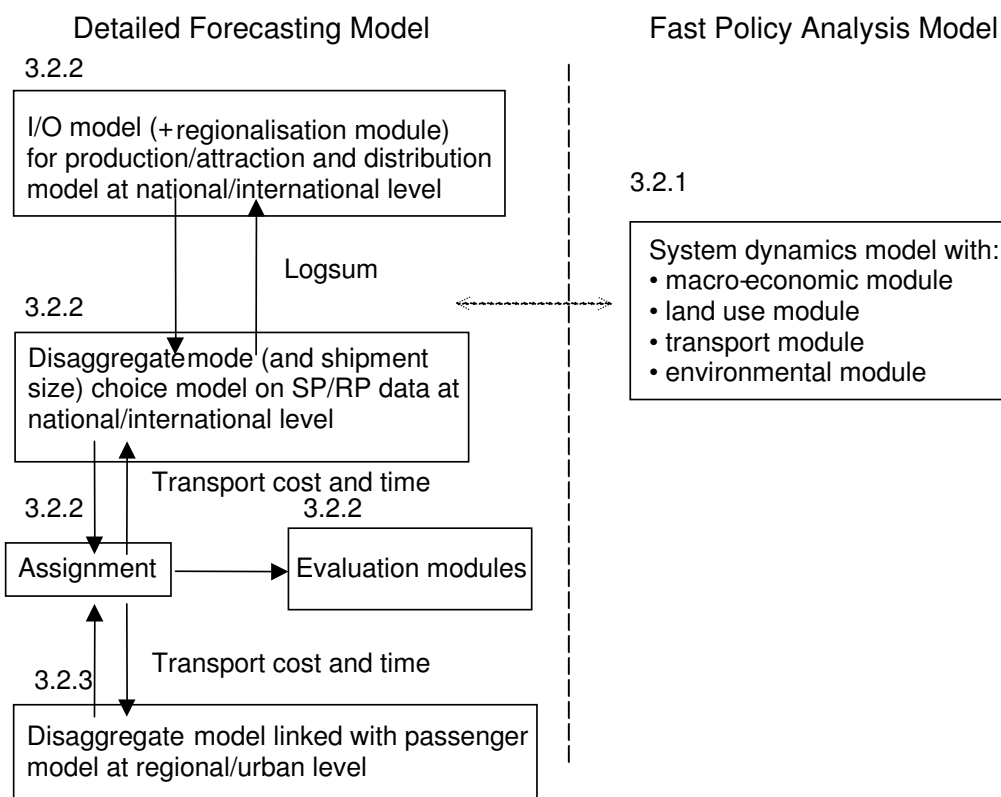 Detailed Forecasting Model
Fast Policy Analysis Model
3.2.2
I/O model (+regionalisation module)
for production/attraction and distribution
model at national/international level
Logsum
3.2.2
Disaggregate mode (and shipment
size) choice model on SP/RP data at
national/international level
Transport cost and time
3.2.2
3.2.2
Assignment
Evaluation modules
Transport cost and time
3.2.3
Disaggregate model linked with passenger
model at regional/urban level
3.2.1
System dynamics model with:
• macro-economic module
• land use module
• transport module
• environmental module